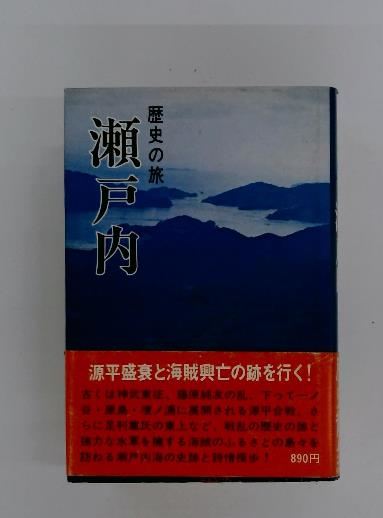 歴史の旅
瀬戸内
源平盛衰と海賊興亡の跡を行く!
古くは神武東征、藤原純友の乱、下って一ノ
谷・屋島・壇ノ浦に展開される源平合戦、さ
らに足利尊氏の東上など、戦乱の歴史の跡と
強力な水軍を擁する海賊のふるさとの島々を
訪ねる瀬戸内海の史跡と詩情漫歩!
890円